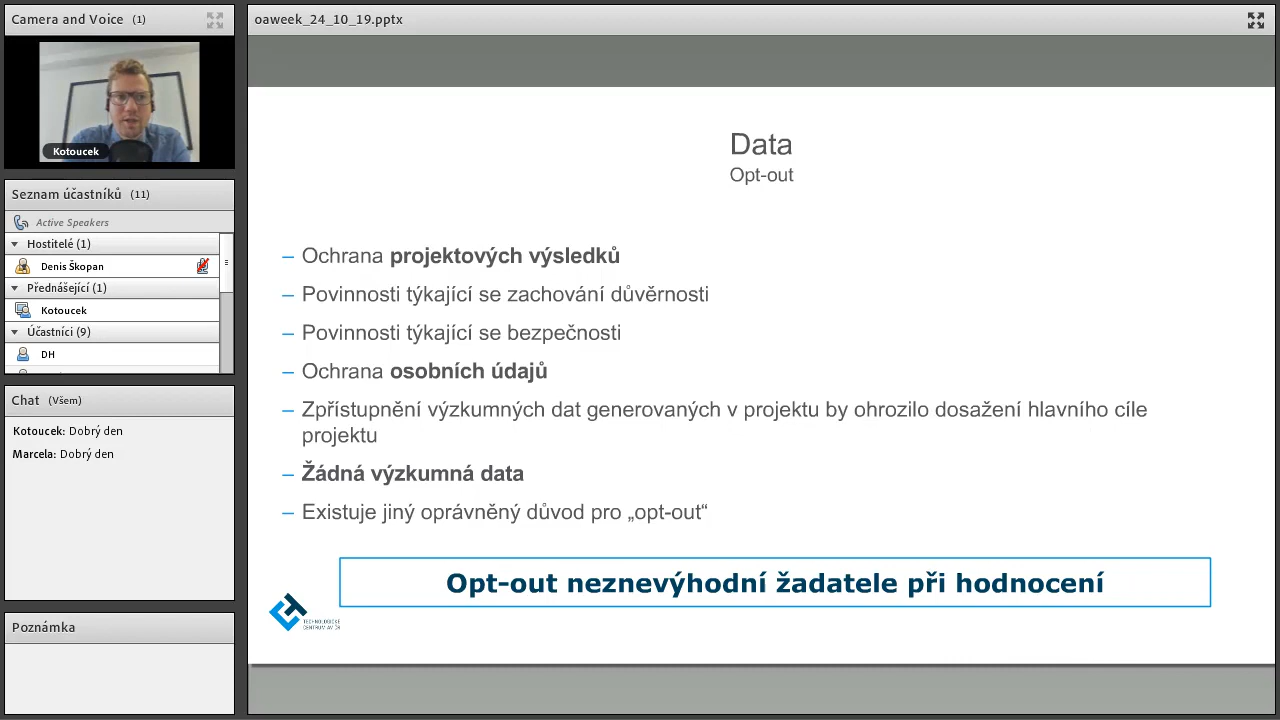 Camera and Voice (1)
Kotoucek
Seznam účastníků (11)
Active Speakers
Hostitelé (1)
Denis Škopan
Přednášející (1)
Kotoucek
Účastníci (9)
DH
Chat (Všem)
Kotoucek: Dobrý den
Marcela: Dobrý den
Poznámka
oaweek_24_10_19.pptx
Data
Opt-out
– Ochrana projektových výsledků
– Povinnosti týkající se zachování důvěrnosti
– Povinnosti týkající se bezpečnosti
– Ochrana osobních údajů
– Zpřístupnění výzkumných dat generovaných v projektu by ohrozilo dosažení hlavního cíle
projektu
– Žádná výzkumná data
– Existuje jiný oprávněný důvod pro „opt-out“
Opt-out neznevýhodní žadatele při hodnocení
TECHNOLOGICKÉ
CENTRUM AV ČR